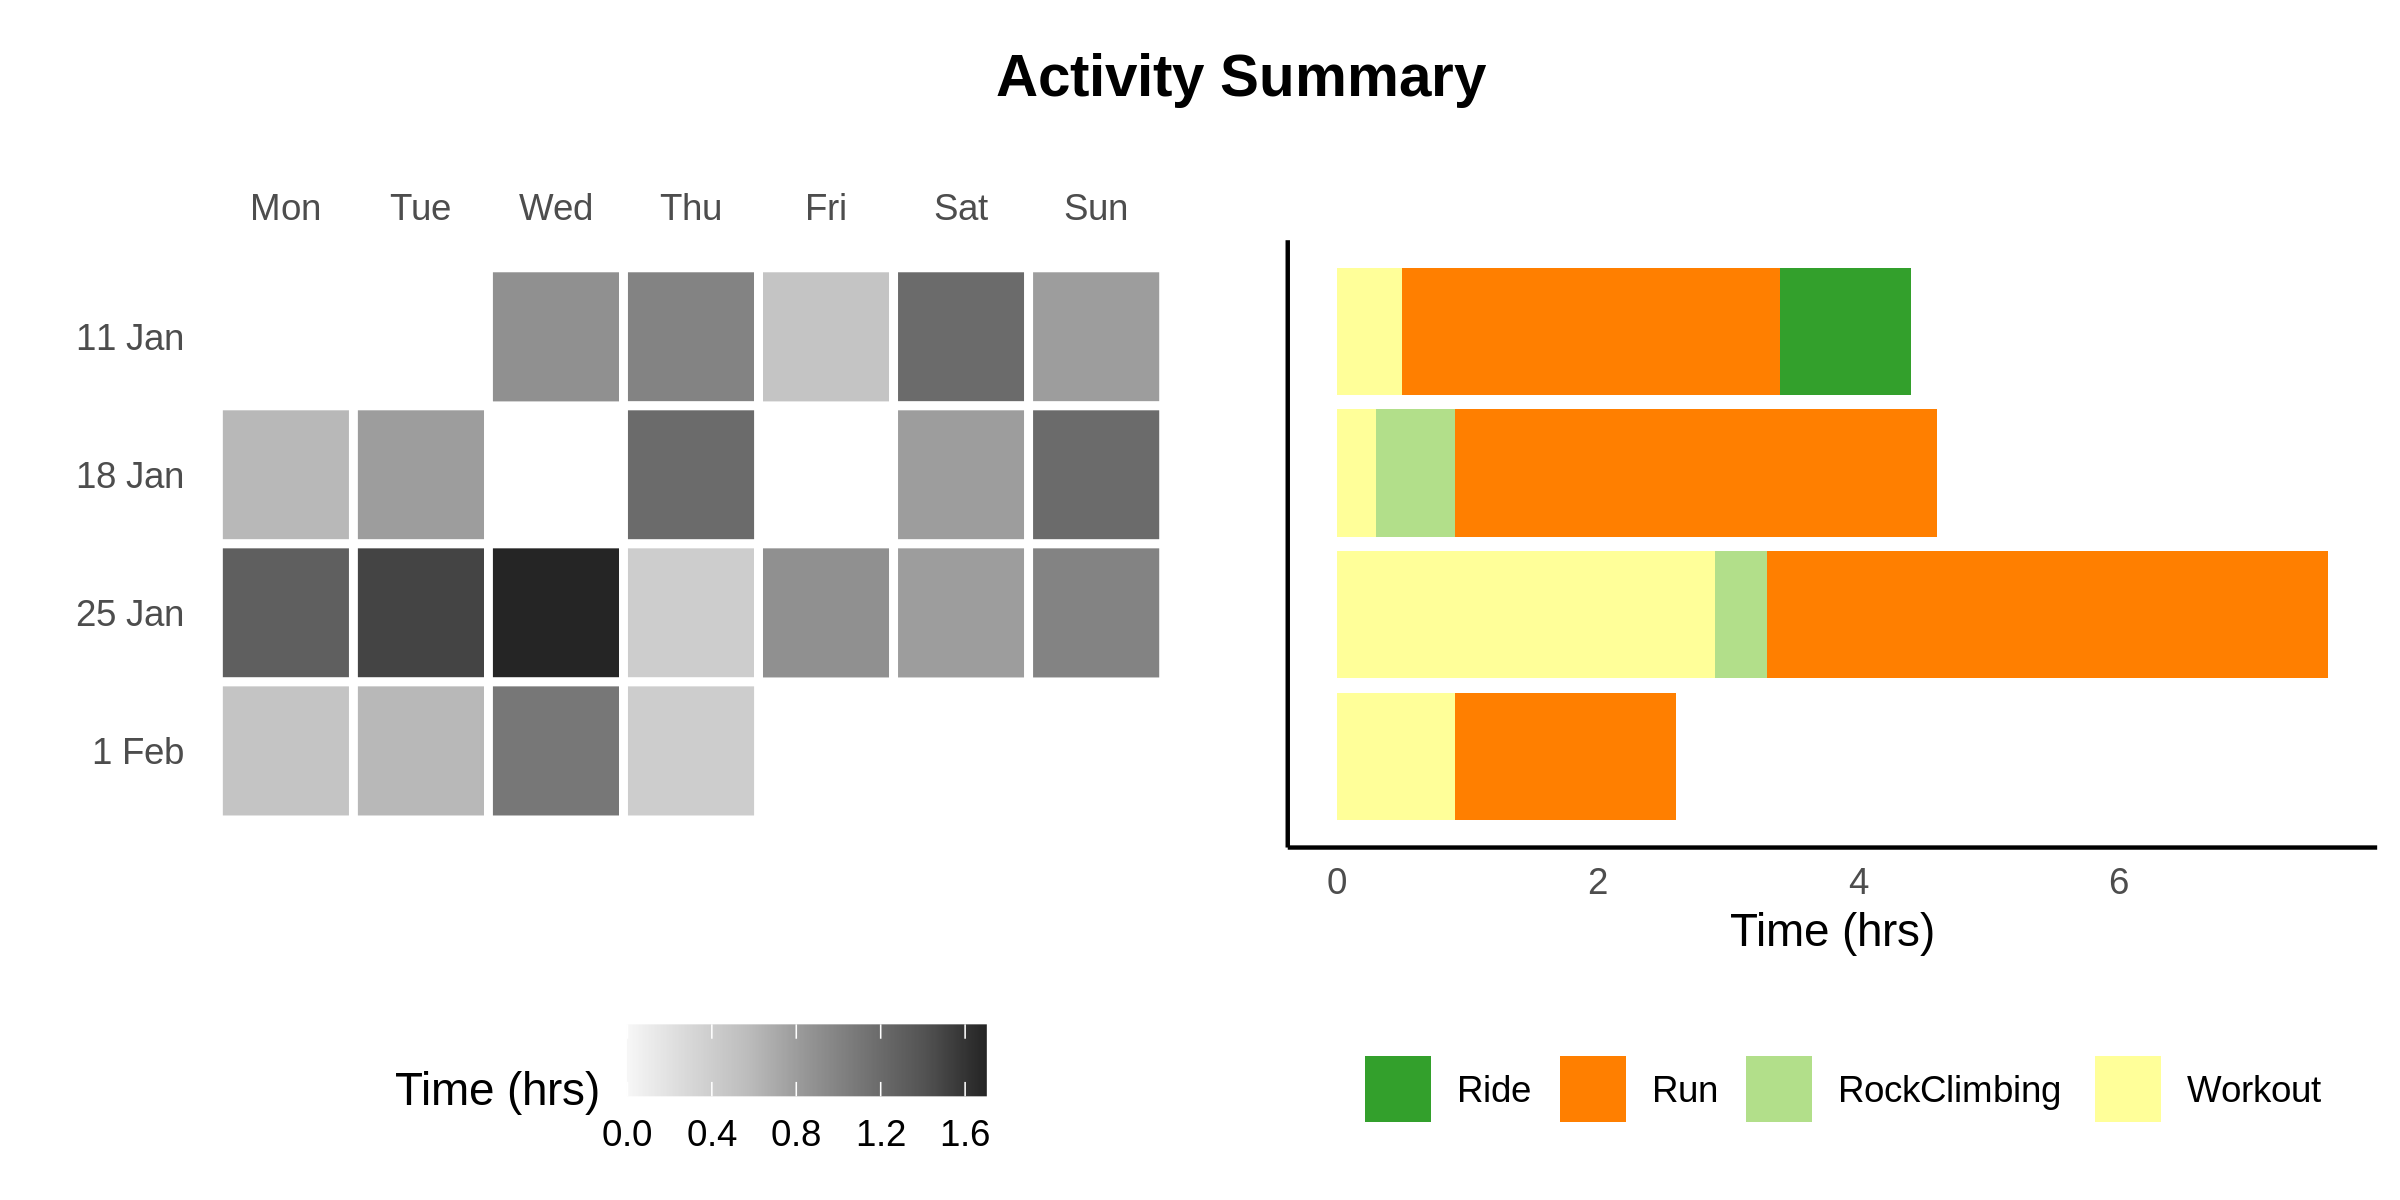 Activity Summary
Mon Tue Wed Thu Fri Sat Sun
11 Jan
18 Jan
25 Jan
1 Feb
0 2 4 6
Time (hrs)
Time (hrs)
0.0 0.4 0.8 1.2 1.6
Ride Run RockClimbing Workout